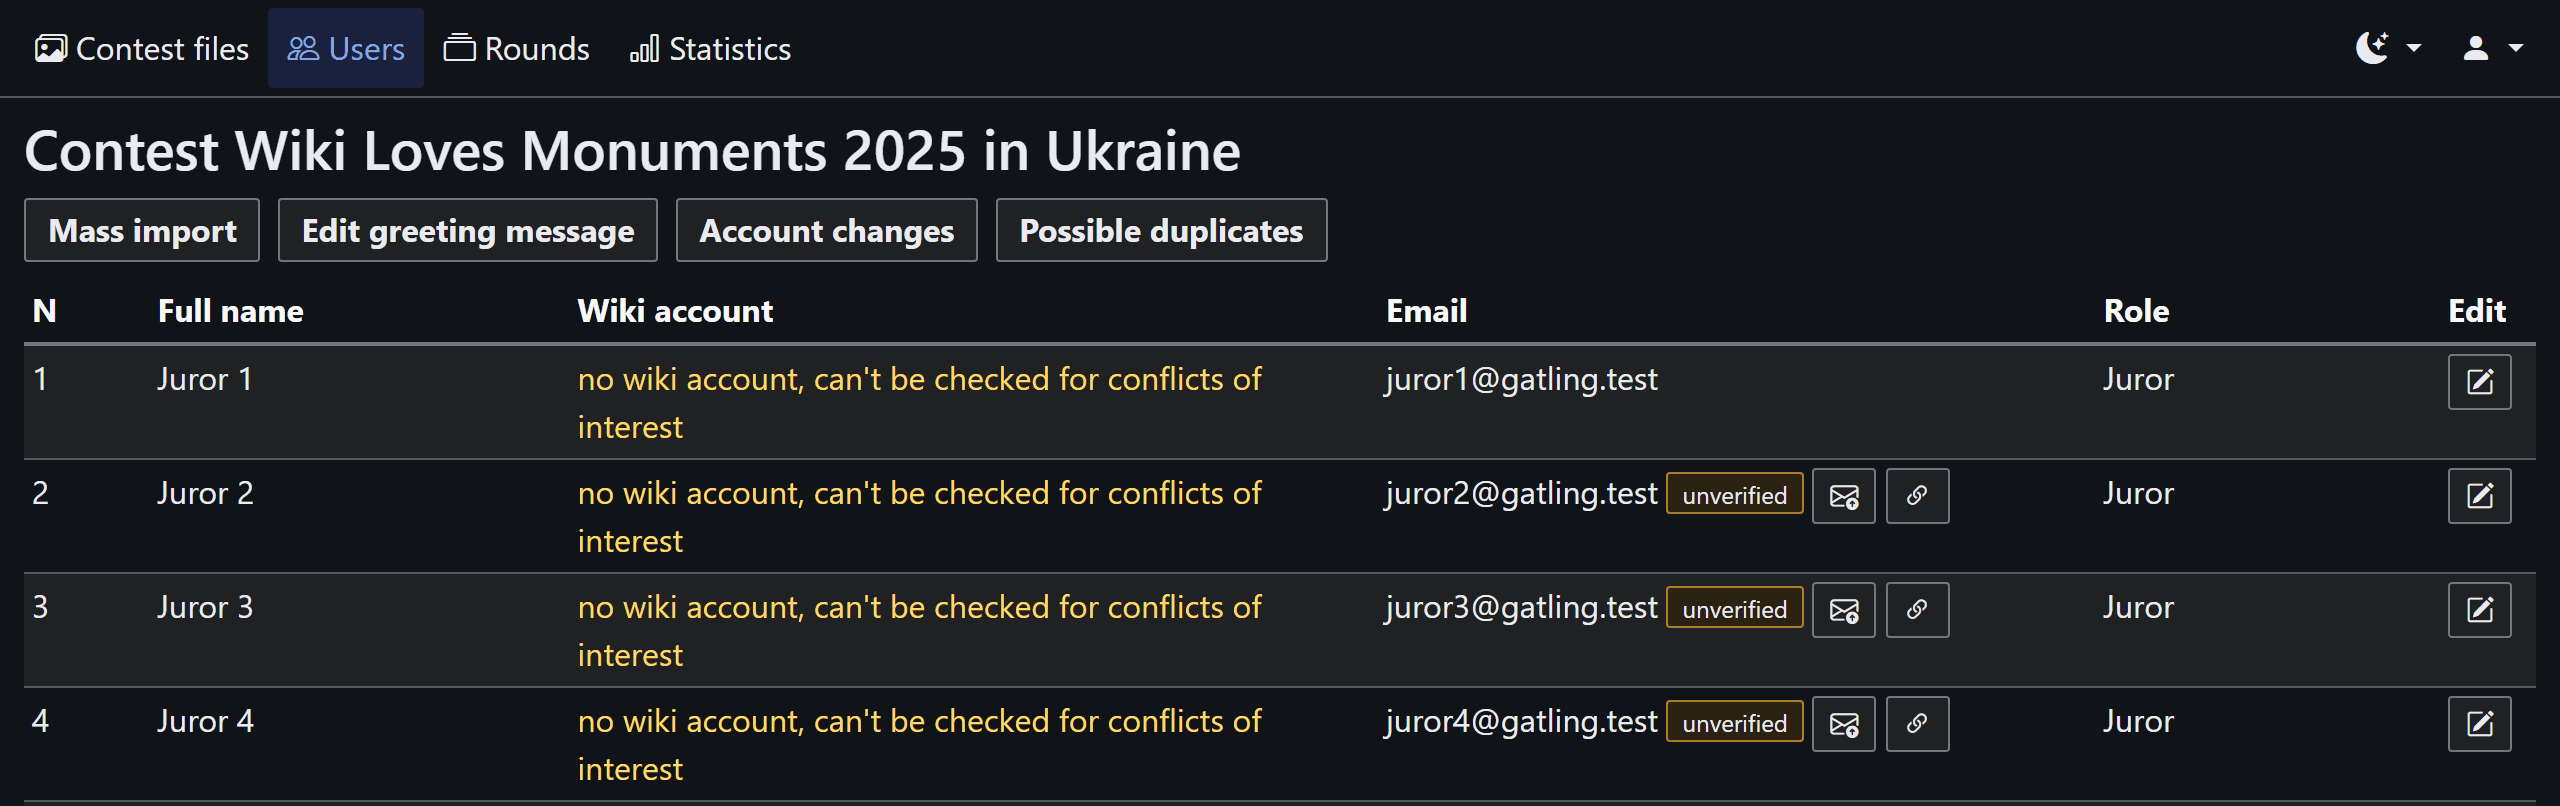 Contest files Users Rounds Statistics
Contest Wiki Loves Monuments 2025 in Ukraine
Mass import Edit greeting message Account changes Possible duplicates
N Full name Wiki account Email Role Edit
1 Juror 1 no wiki account, can't be checked for conflicts of juror1@gatling.test Juror
interest
2 Juror 2 no wiki account, can't be checked for conflicts of juror2@gatling.test unverified Juror
interest
3 Juror 3 no wiki account, can't be checked for conflicts of juror3@gatling.test unverified Juror
interest
4 Juror 4 no wiki account, can't be checked for conflicts of juror4@gatling.test unverified Juror
interest